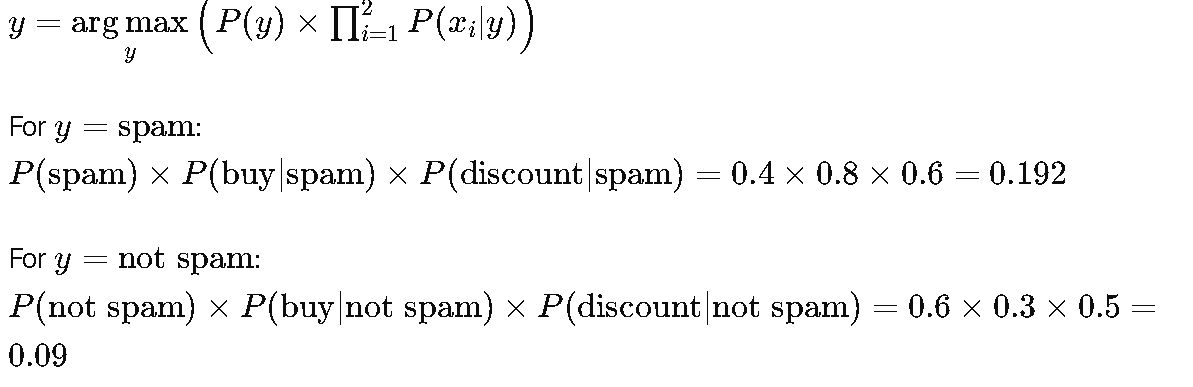 y = arg max_y ( P(y) × ∏_{i=1}^{2} P(x_i|y) )
For y = spam:
P(spam) × P(buy|spam) × P(discount|spam) = 0.4 × 0.8 × 0.6 = 0.192
For y = not spam:
P(not spam) × P(buy|not spam) × P(discount|not spam) = 0.6 × 0.3 × 0.5 =
0.09